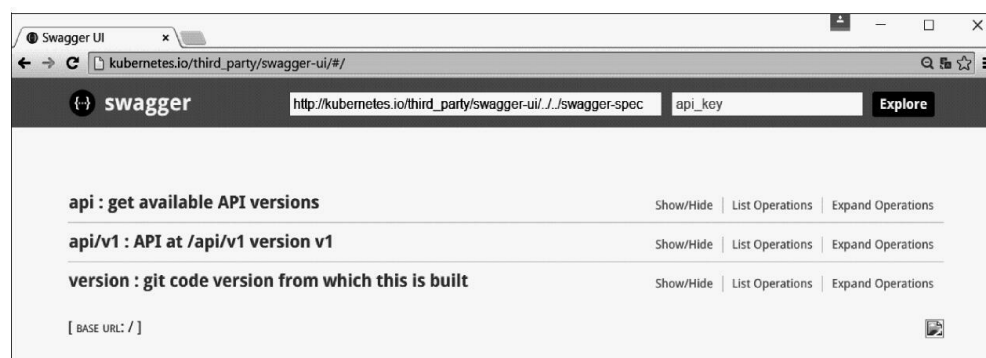 Swagger UI
kubernetes.io/third_party/swagger-ui/#/
swagger
http://kubernetes.io/third_party/swagger-ui/../../swagger-spec
api_key
Explore
api : get available API versions
Show/Hide | List Operations | Expand Operations
api/v1 : API at /api/v1 version v1
Show/Hide | List Operations | Expand Operations
version : git code version from which this is built
Show/Hide | List Operations | Expand Operations
[ BASE URL: / ]